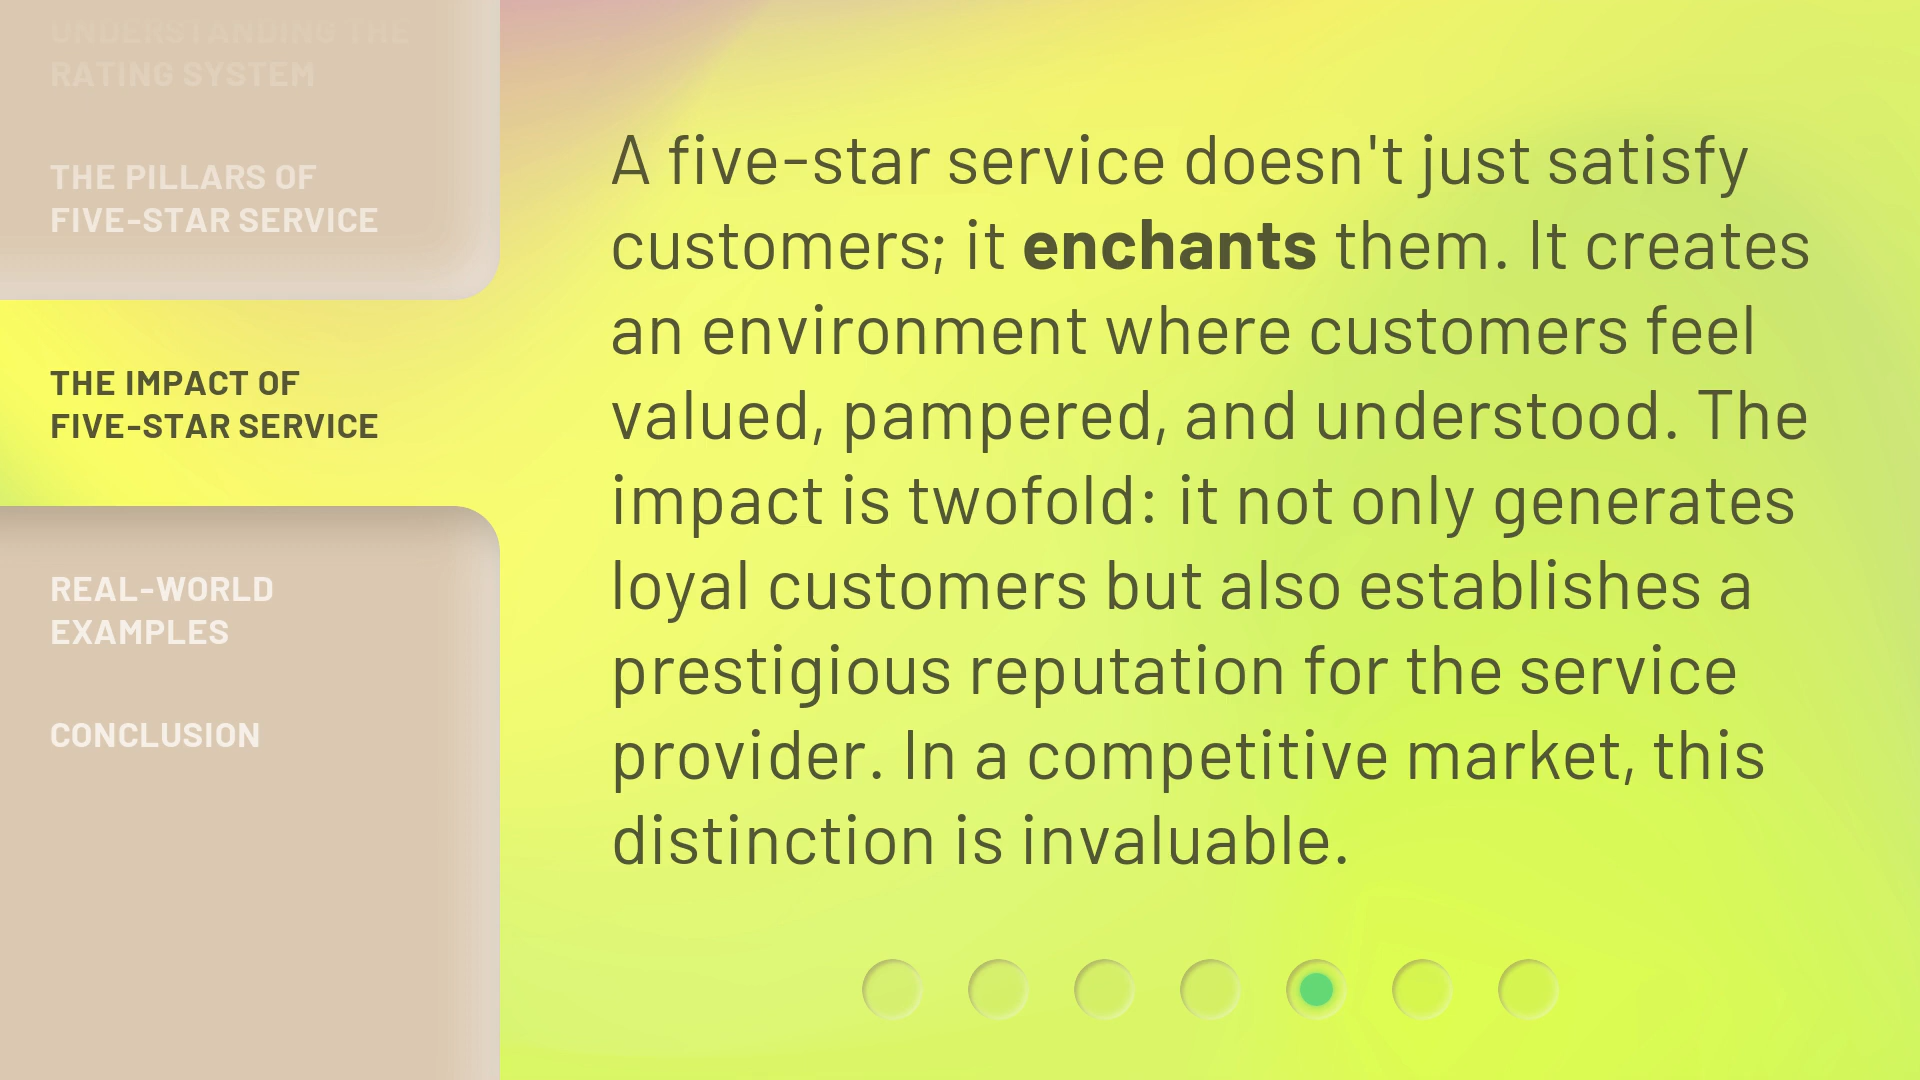 UNDERSTANDING THE
RATING SYSTEM
THE PILLARS OF
FIVE-STAR SERVICE
THE IMPACT OF
FIVE-STAR SERVICE
REAL-WORLD
EXAMPLES
CONCLUSION
A five-star service doesn't just satisfy
customers; it enchants them. It creates
an environment where customers feel
valued, pampered, and understood. The
impact is twofold: it not only generates
loyal customers but also establishes a
prestigious reputation for the service
provider. In a competitive market, this
distinction is invaluable.